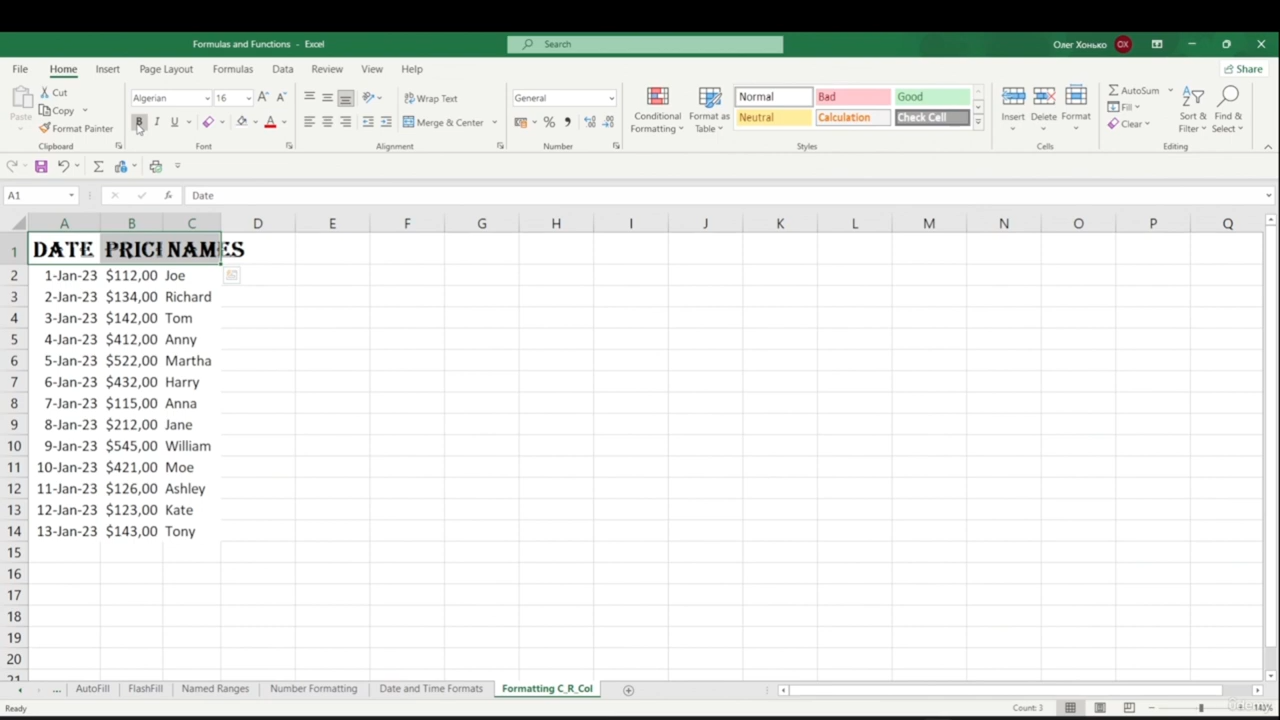 Formulas and Functions - Excel
Search
Олег Хонько
OX
File Home Insert Page Layout Formulas Data Review View Help
Share
Paste
Cut
Copy
Format Painter
Clipboard
Algerian 16
B I U
Font
Wrap Text
Merge & Center
Alignment
General
Number
Conditional Formatting
Format as Table
Normal Bad Good
Neutral Calculation Check Cell
Styles
Insert Delete Format
Cells
AutoSum
Fill
Clear
Sort & Filter
Find & Select
Editing
A1
Date
A B C D E F G H I J K L M N O P Q
1 DATE PRICI NAMES
2 1-Jan-23 $112,00 Joe
3 2-Jan-23 $134,00 Richard
4 3-Jan-23 $142,00 Tom
5 4-Jan-23 $412,00 Anny
6 5-Jan-23 $522,00 Martha
7 6-Jan-23 $432,00 Harry
8 7-Jan-23 $115,00 Anna
9 8-Jan-23 $212,00 Jane
10 9-Jan-23 $545,00 William
11 10-Jan-23 $421,00 Moe
12 11-Jan-23 $126,00 Ashley
13 12-Jan-23 $123,00 Kate
14 13-Jan-23 $143,00 Tony
15
16
17
18
19
20
21
... AutoFill FlashFill Named Ranges Number Formatting Date and Time Formats Formatting C_R_Col
Ready
Count: 3